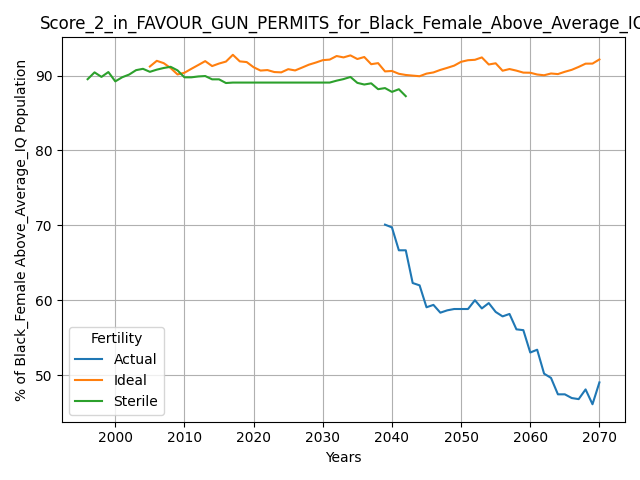 Score_2_in_FAVOUR_GUN_PERMITS_for_Black_Female_Above_Average_IQ
% of Black_Female Above_Average_IQ Population
90
80
70
60
50
Fertility
Actual
Ideal
Sterile
2000 2010 2020 2030 2040 2050 2060 2070
Years